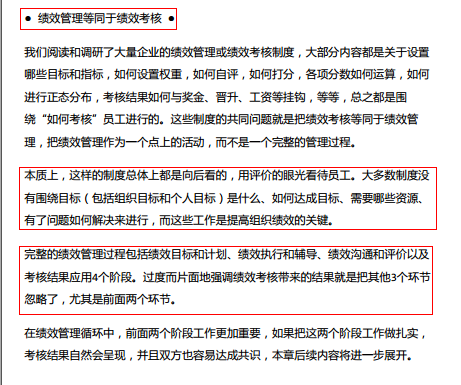 ● 绩效管理等同于绩效考核 ●
我们阅读和调研了大量企业的绩效管理或绩效考核制度，大部分内容都是关于设置
哪些目标和指标，如何设置权重，如何自评，如何打分，各项分数如何运算，如何
进行正态分布，考核结果如何与奖金、晋升、工资等挂钩，等等，总之都是围
绕“如何考核”员工进行的。这些制度的共同问题就是把绩效考核等同于绩效管
理，把绩效管理作为一个点上的活动，而不是一个完整的管理过程。
本质上，这样的制度总体上都是向后看的，用评价的眼光看待员工。大多数制度没
有围绕目标（包括组织目标和个人目标）是什么、如何达成目标、需要哪些资源、
有了问题如何解决来进行，而这些工作是提高组织绩效的关键。
完整的绩效管理过程包括绩效目标和计划、绩效执行和辅导、绩效沟通和评价以及
考核结果应用4个阶段。过度而片面地强调绩效考核带来的结果就是把其他3个环节
忽略了，尤其是前面两个环节。
在绩效管理循环中，前面两个阶段工作更加重要，如果把这两个阶段工作做扎实，
考核结果自然会呈现，并且双方也容易达成共识，本章后续内容将进一步展开。